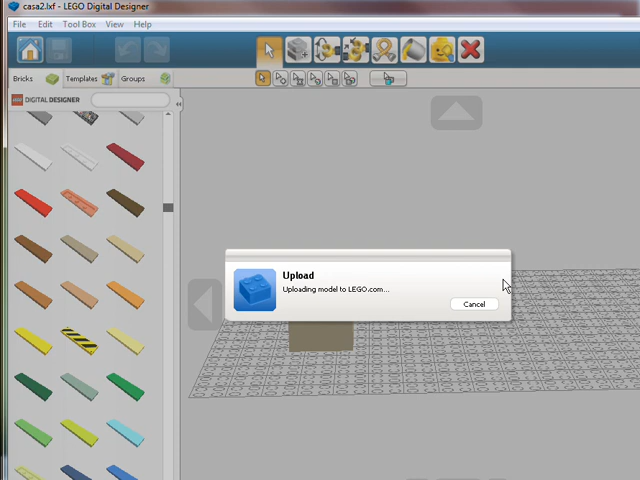 casa2.lxf - LEGO Digital Designer
File Edit Tool Box View Help
Bricks Templates Groups
LEGO DIGITAL DESIGNER
Upload
Uploading model to LEGO.com...
Cancel